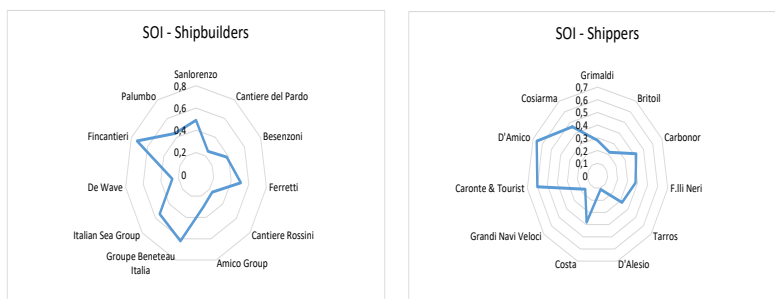 SOI - Shipbuilders
Sanlorenzo
Palumbo
Cantiere del Pardo
Fincantieri
Besenzoni
De Wave
Ferretti
Italian Sea Group
Cantiere Rossini
Groupe Beneteau
Italia
Amico Group
0,8
0,6
0,4
0,2
0
SOI - Shippers
Grimaldi
Cosiarma
Britoil
D'Amico
Carbonor
Caronte & Tourist
F.lli Neri
Grandi Navi Veloci
Tarros
Costa
D'Alesio
0,7
0,6
0,5
0,4
0,3
0,2
0,1
0